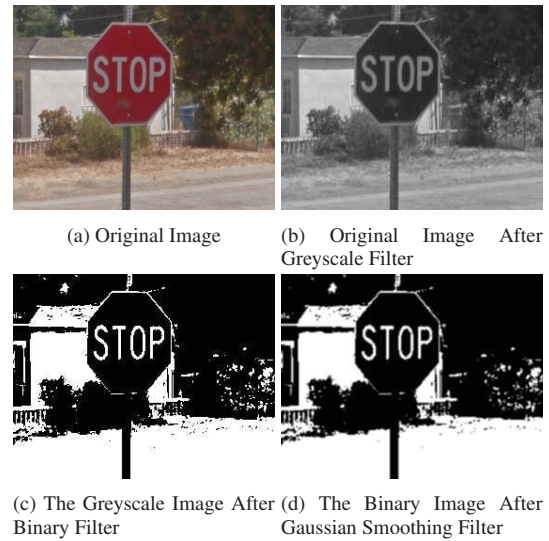 STOP
STOP
(a) Original Image
(b) Original Image After
Greyscale Filter
STOP
STOP
(c) The Greyscale Image After
Binary Filter
(d) The Binary Image After
Gaussian Smoothing Filter